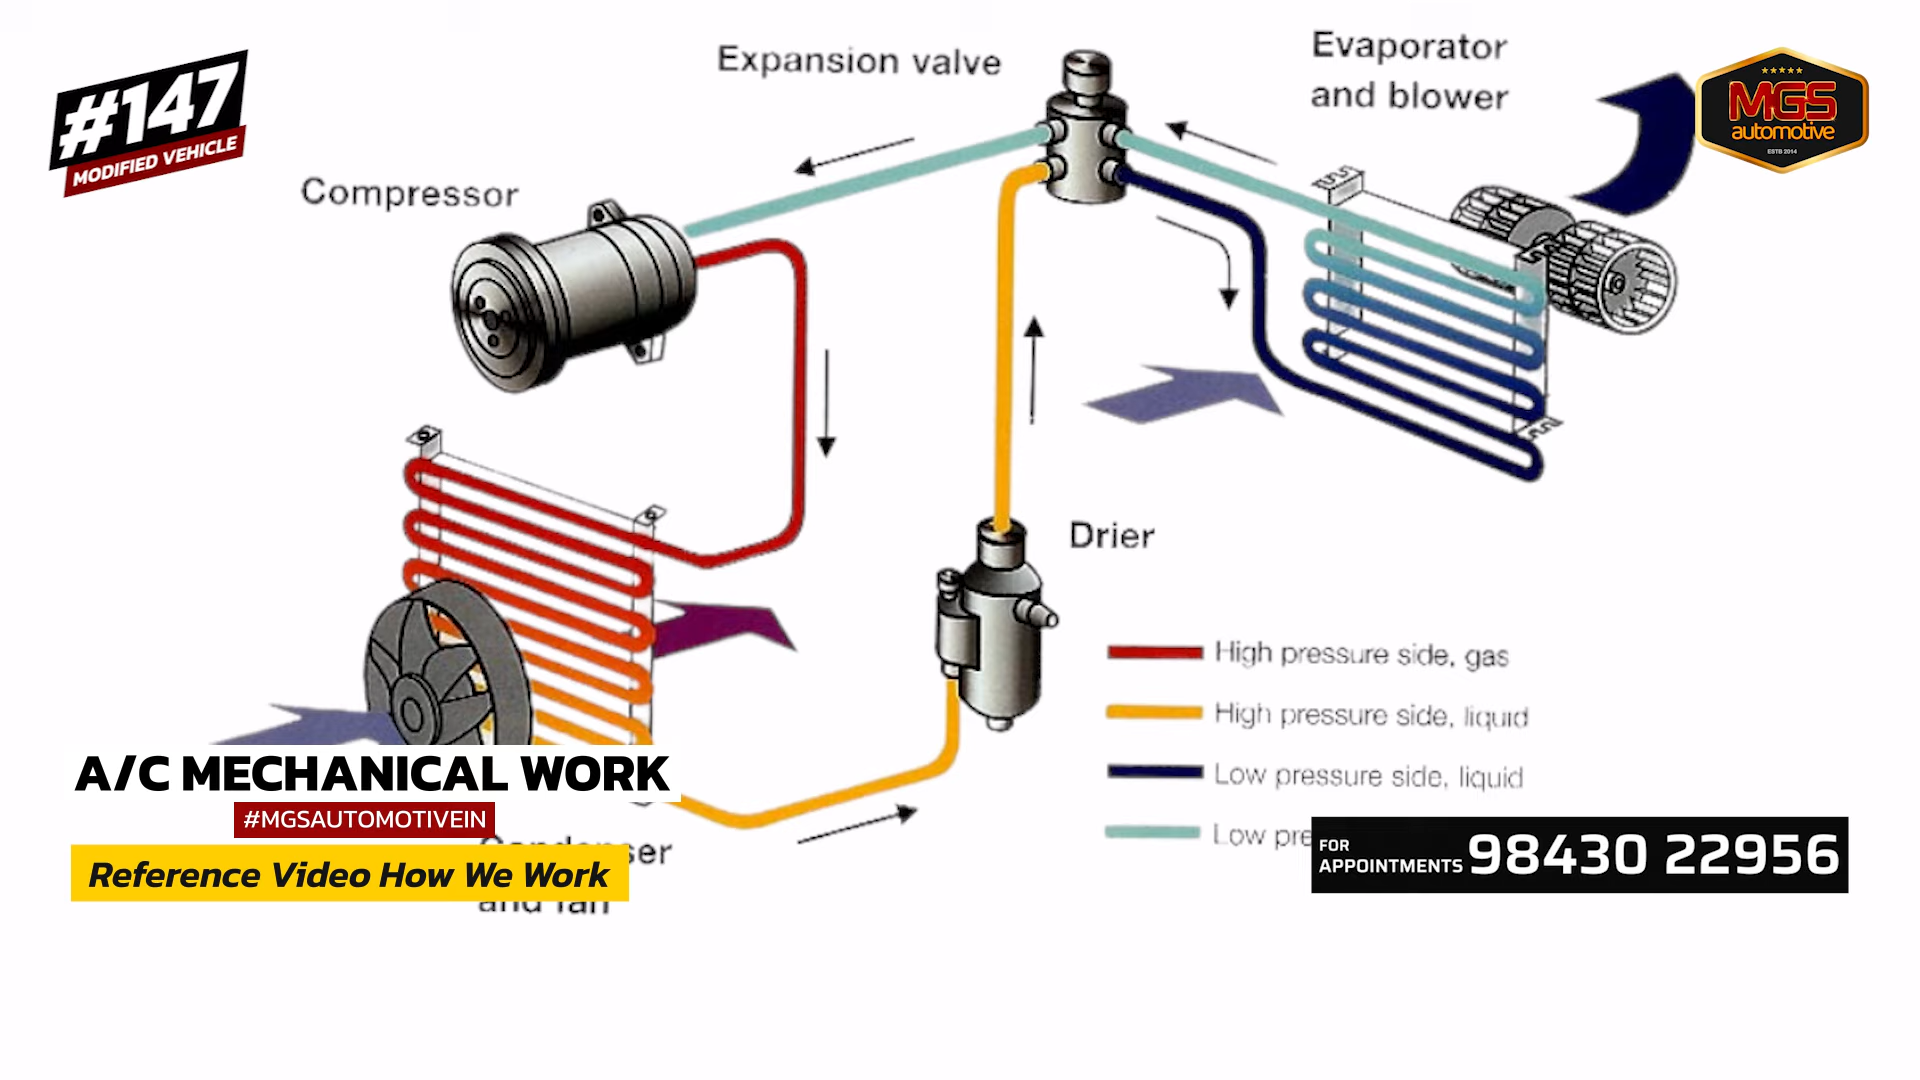 #147
MODIFIED VEHICLE
Expansion valve
Evaporator
and blower
MGS
automotive
ESTB 2014
Compressor
Drier
High pressure side, gas
High pressure side, liquid
Low pressure side, liquid
Low
A/C MECHANICAL WORK
#MGSAUTOMOTIVEIN
Reference Video How We Work
FOR
APPOINTMENTS 98430 22956